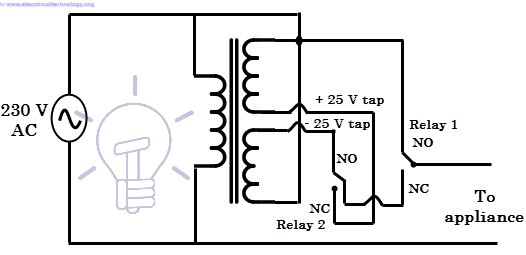 © www.electricaltechnology.org
230 V
AC
+ 25 V tap
- 25 V tap
Relay 1
NO
NO
NC
NC
Relay 2
To
appliance